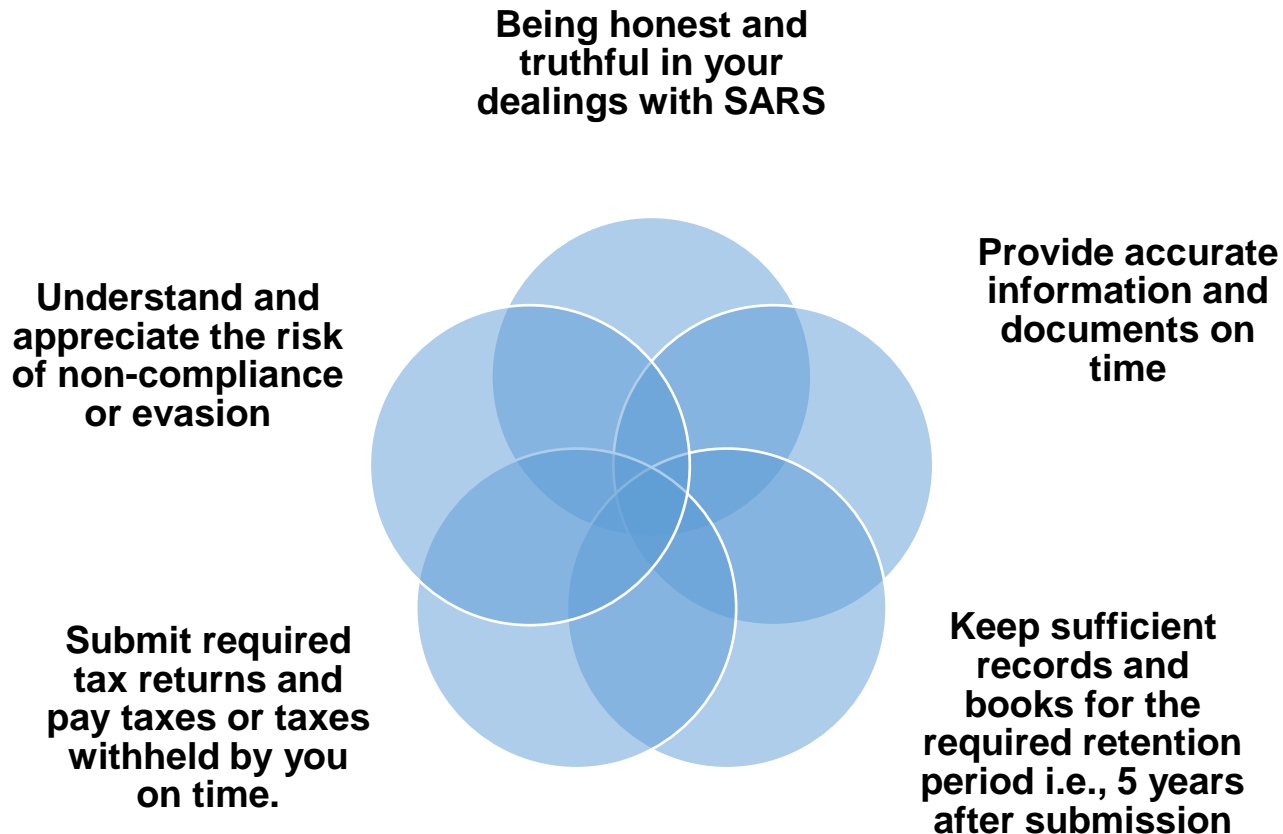 Being honest and
truthful in your
dealings with SARS
Provide accurate
information and
documents on
time
Keep sufficient
records and
books for the
required retention
period i.e., 5 years
after submission
Submit required
tax returns and
pay taxes or taxes
withheld by you
on time.
Understand and
appreciate the risk
of non-compliance
or evasion